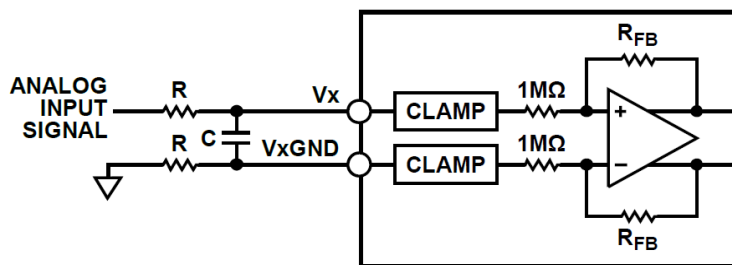 RFB
ANALOG
INPUT
SIGNAL
R
Vx
CLAMP
1MΩ
+
R
C
VxGND
CLAMP
1MΩ
−
RFB